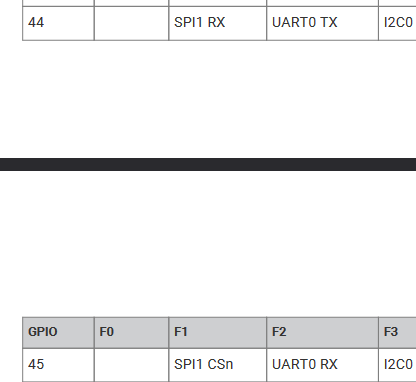 44 SPI1 RX UART0 TX I2C0
GPIO F0 F1 F2 F3
45 SPI1 CSn UART0 RX I2C0